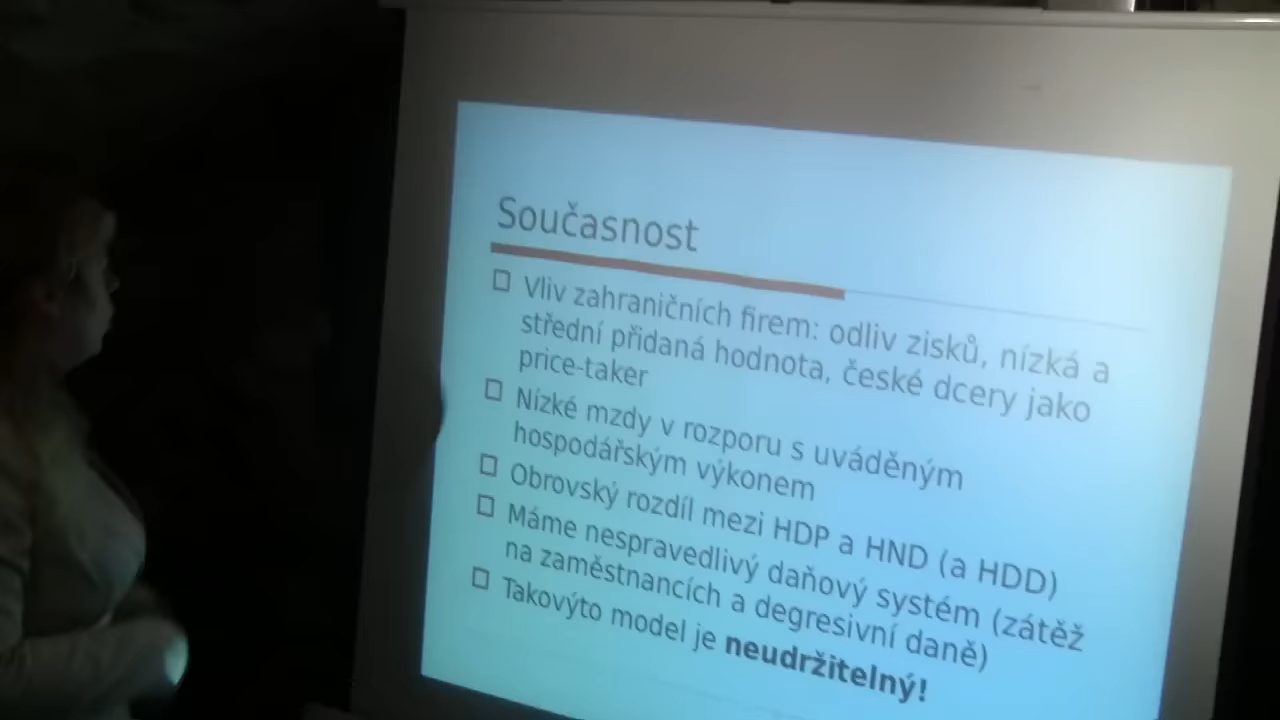 Současnost
Vliv zahraničních firem: odliv zisků, nízká a
střední přidaná hodnota, české dcery jako
price-taker
Nízké mzdy v rozporu s uváděným
hospodářským výkonem
Obrovský rozdíl mezi HDP a HND (a HDD)
Máme nespravedlivý daňový systém (zátěž
na zaměstnancích a degresivní daně)
Takovýto model je neudržitelný!